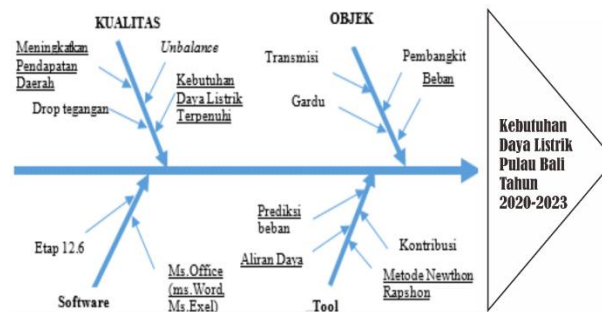 KUALITAS
Meningkatkan
Pendapatan
Daerah
Unbalance
Kebutuhan
Daya Listrik
Terpenuhi
Drop tegangan
OBJEK
Transmisi
Pembangkit
Beban
Gardu
Kebutuhan
Daya Listrik
Pulau Bali
Tahun
2020-2023
Etap 12.6
Ms.Office
(ms.Word,
Ms.Exel)
Software
Prediksi
beban
Aliran Daya
Kontribusi
Metode Newthon
Rapshon
Tool